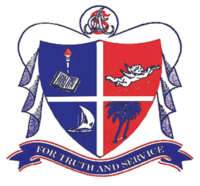 FOR TRUTH AND SERVICE